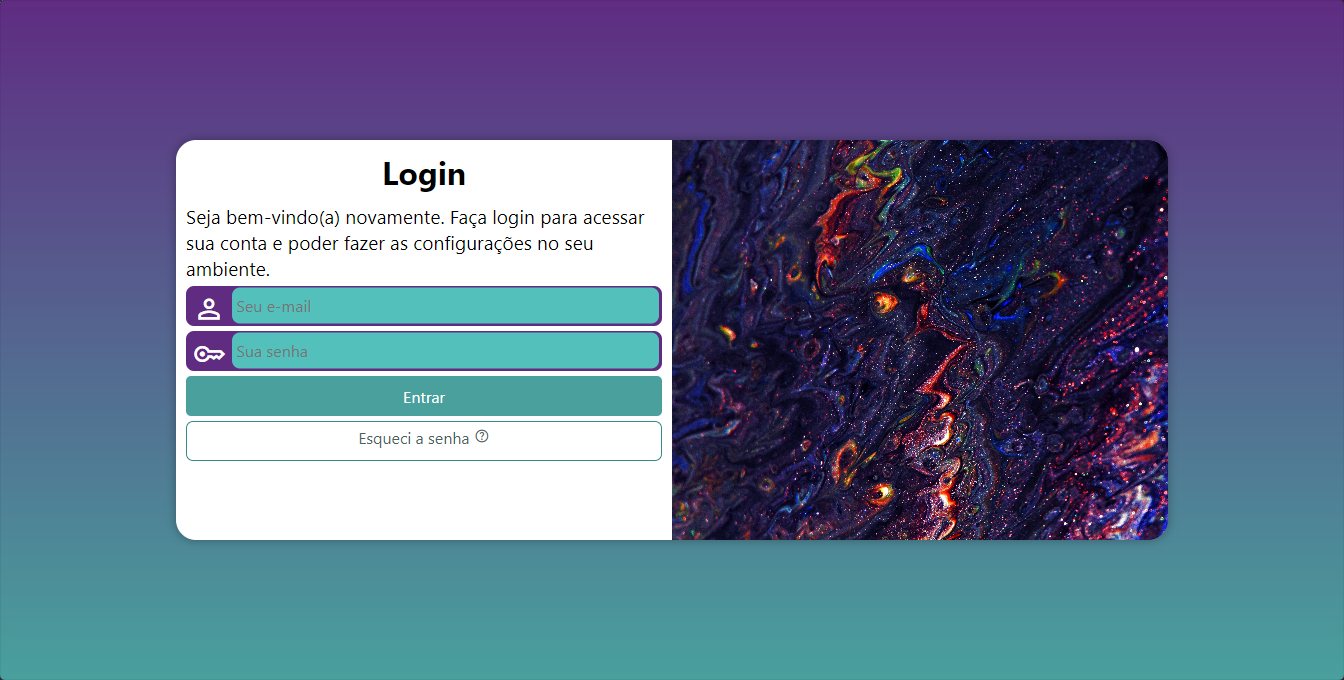 Login
Seja bem-vindo(a) novamente. Faça login para acessar
sua conta e poder fazer as configurações no seu
ambiente.
Seu e-mail
Sua senha
Entrar
Esqueci a senha